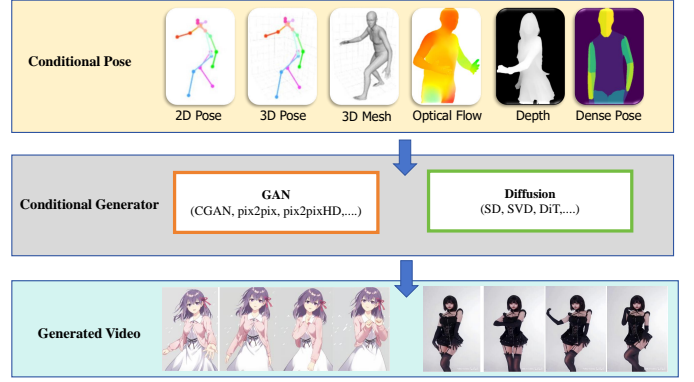 Conditional Pose
2D Pose
3D Pose
3D Mesh
Optical Flow
Depth
Dense Pose
Conditional Generator
GAN
(CGAN, pix2pix, pix2pixHD,....)
Diffusion
(SD, SVD, DiT,....)
Generated Video